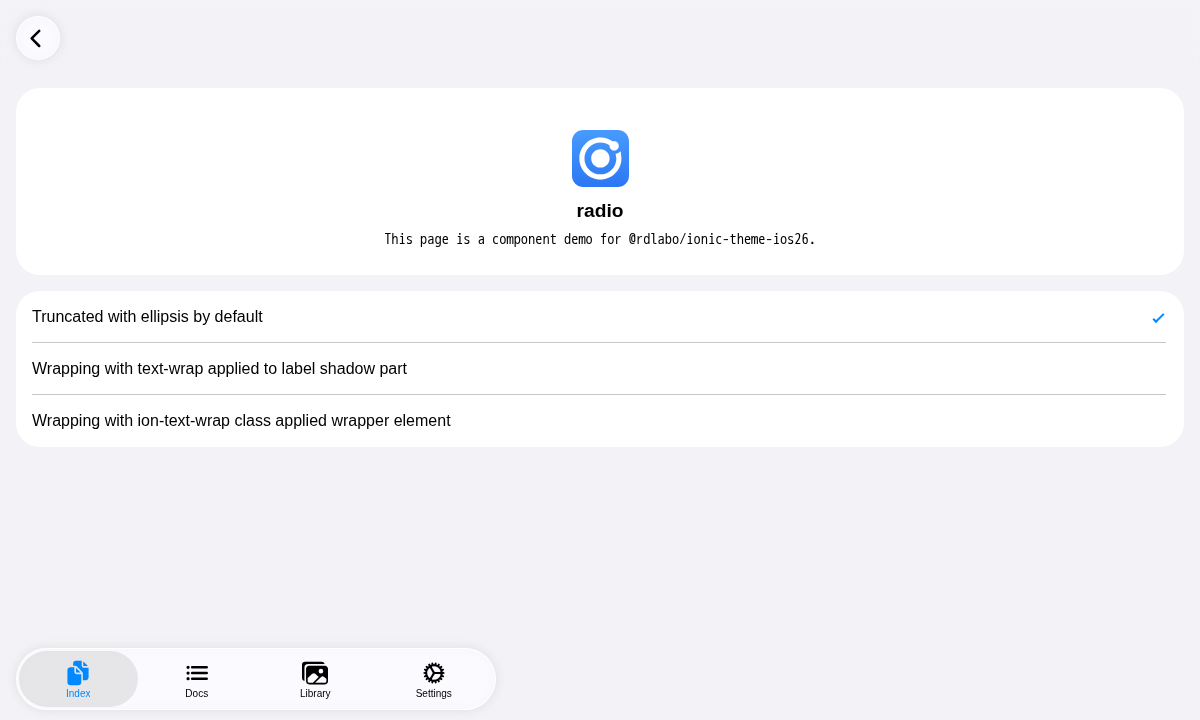 radio
This page is a component demo for @rdlabo/ionic-theme-ios26.
Truncated with ellipsis by default
Wrapping with text-wrap applied to label shadow part
Wrapping with ion-text-wrap class applied wrapper element
Index
Docs
Library
Settings